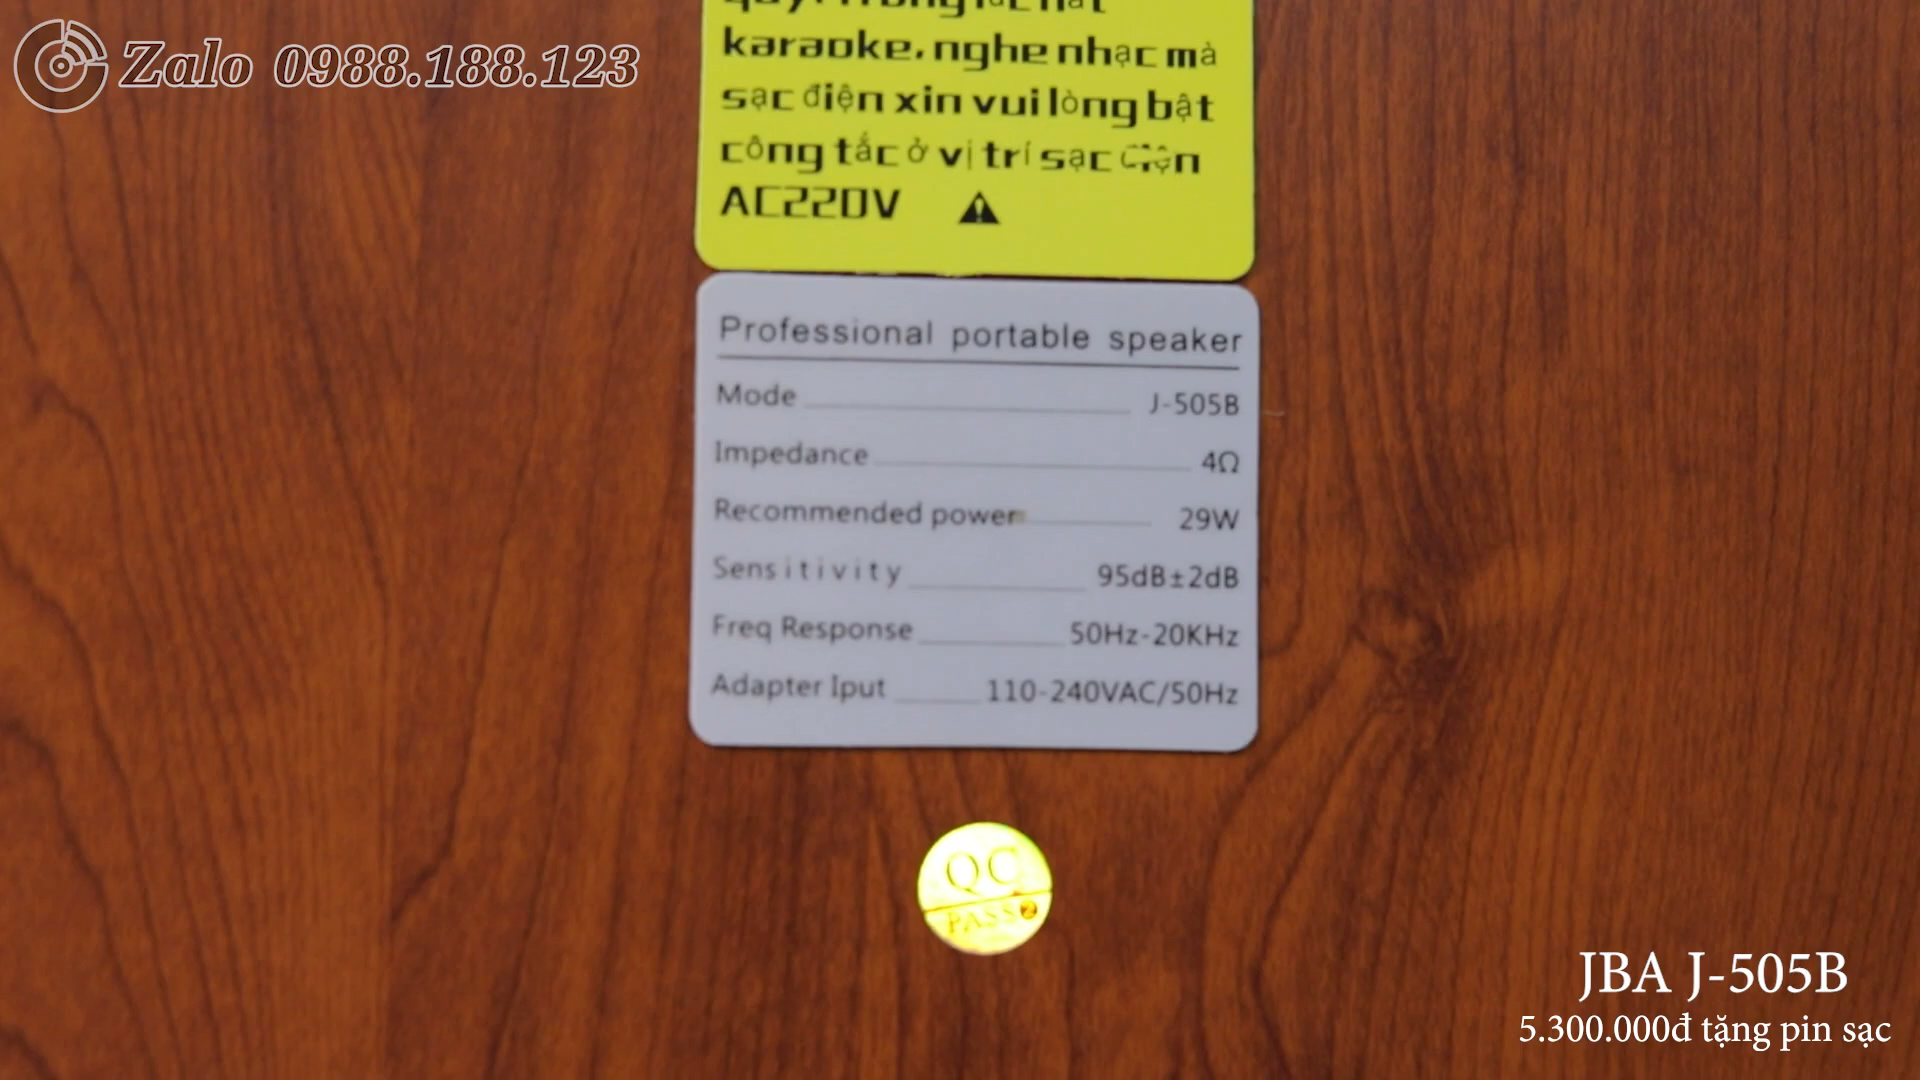 Zalo 0988.188.123
karaoke, nghe nhạc mà
sạc điện xin vui lòng bật
công tắc ở vị trí sạc điện
AC220V
Professional portable speaker
Mode J-505B
Impedance 4Ω
Recommended power 29W
Sensitivity 95dB±2dB
Freq Response 50Hz-20KHz
Adapter Iput 110-240VAC/50Hz
QC
PASS
JBA J-505B
5.300.000đ tặng pin sạc